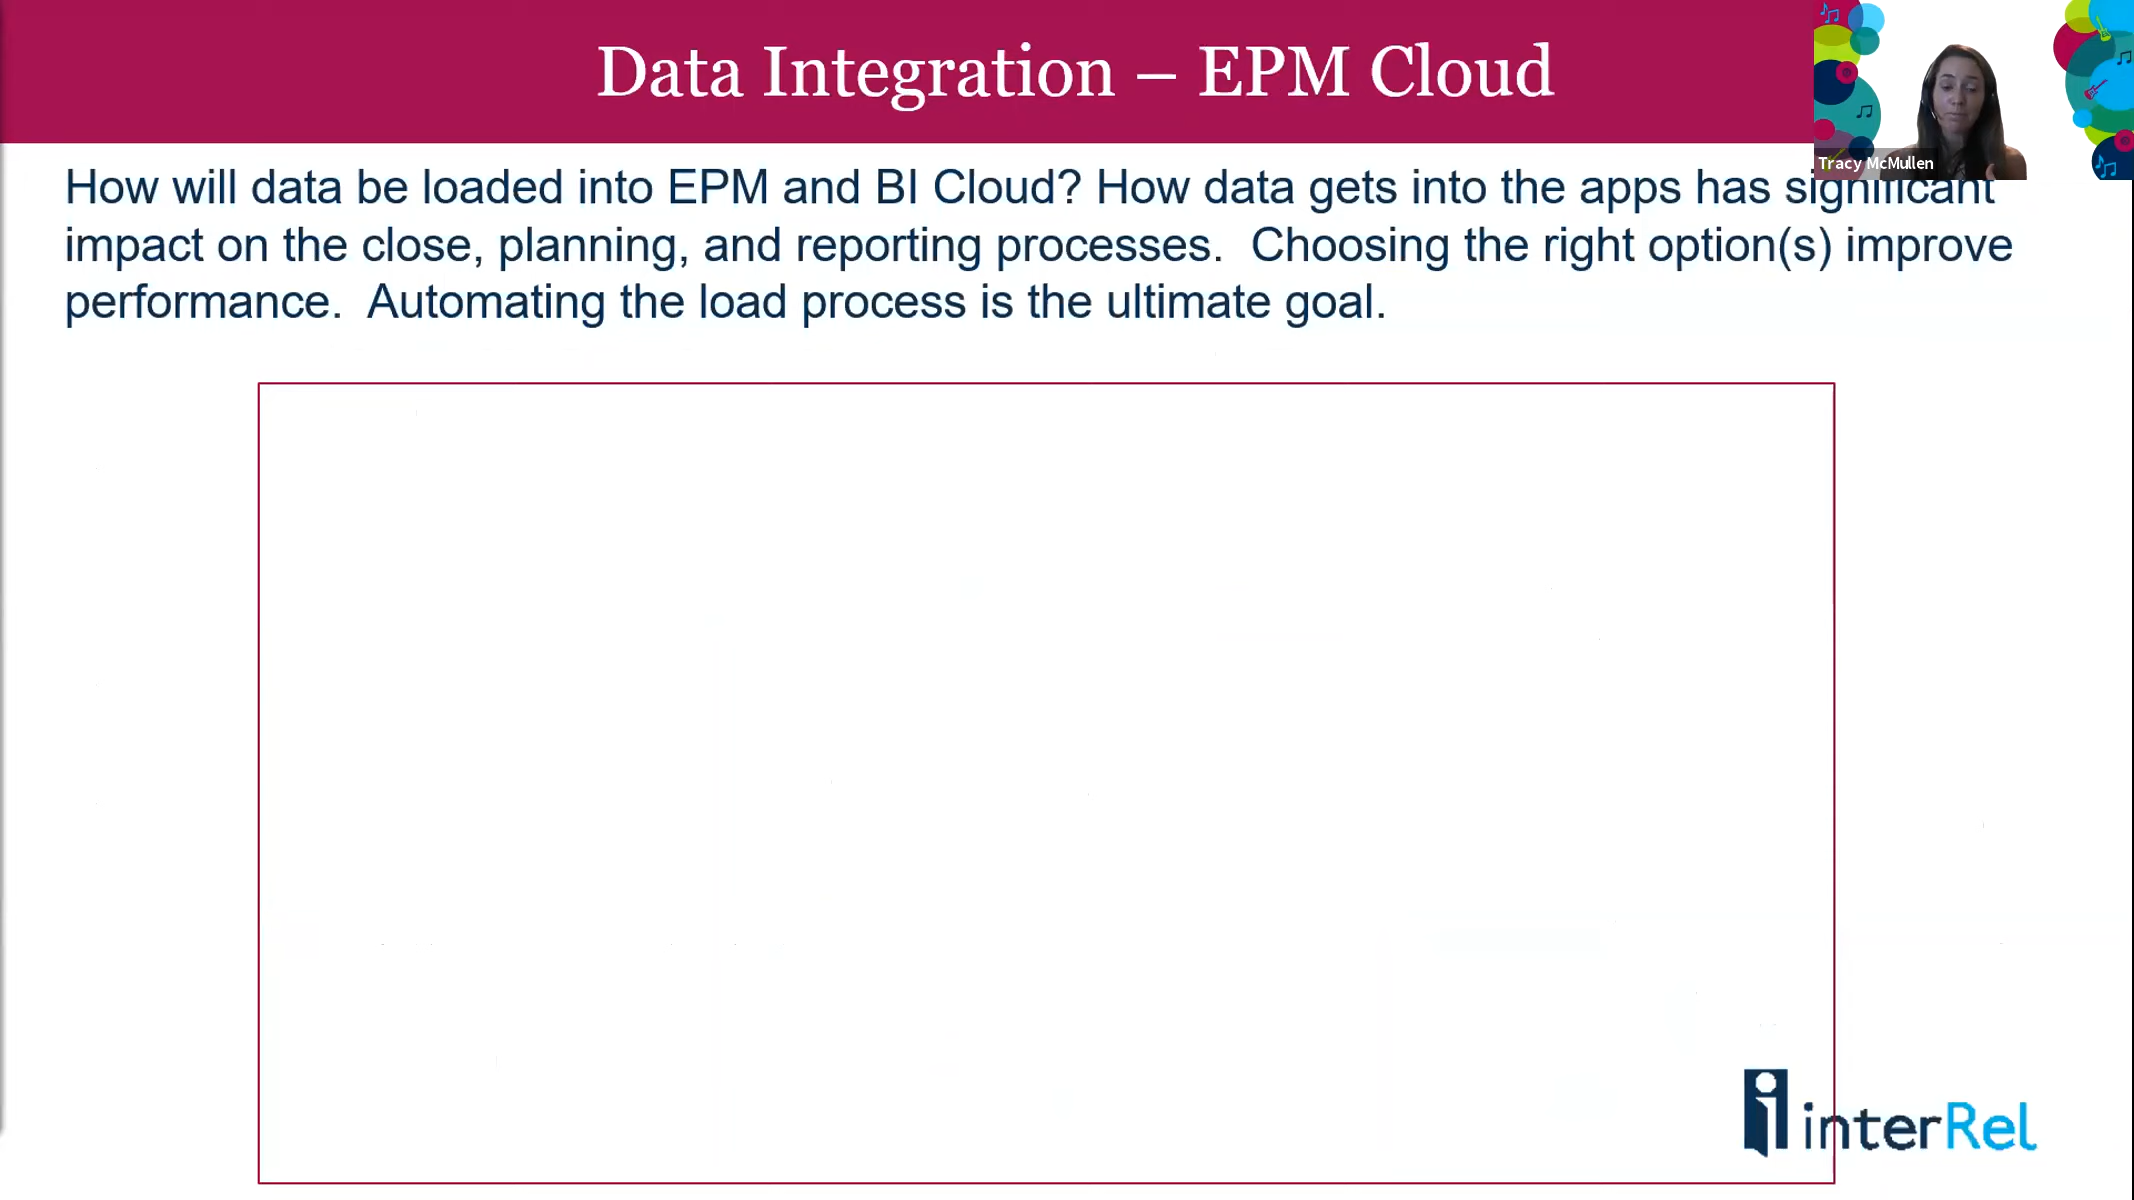 Data Integration – EPM Cloud
Tracy McMullen
How will data be loaded into EPM and BI Cloud? How data gets into the apps has significant
impact on the close, planning, and reporting processes.  Choosing the right option(s) improve
performance.  Automating the load process is the ultimate goal.
interRel